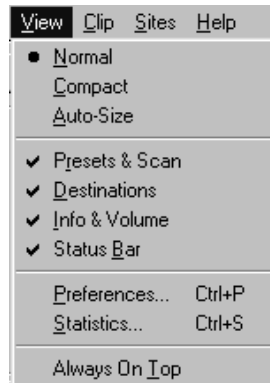 View Clip Sites Help
Normal
Compact
Auto-Size
Presets & Scan
Destinations
Info & Volume
Status Bar
Preferences... Ctrl+P
Statistics... Ctrl+S
Always On Top